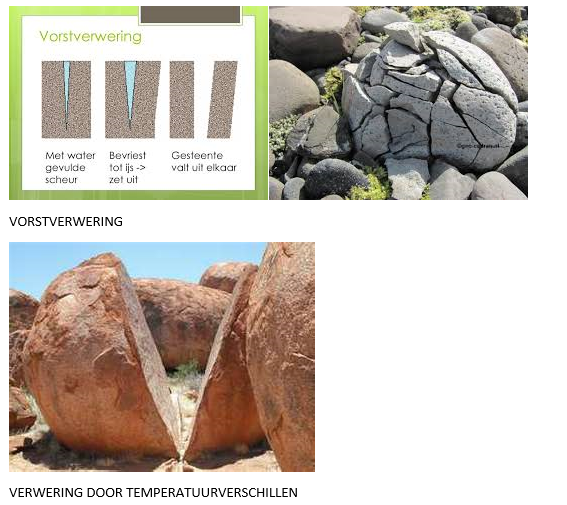 Vorstverwering
Met water
gevulde
scheur
Bevriest
tot ijs ->
zet uit
Gesteente
valt uit elkaar
VORSTVERWERING
VERWERING DOOR TEMPERATUURVERSCHILLEN